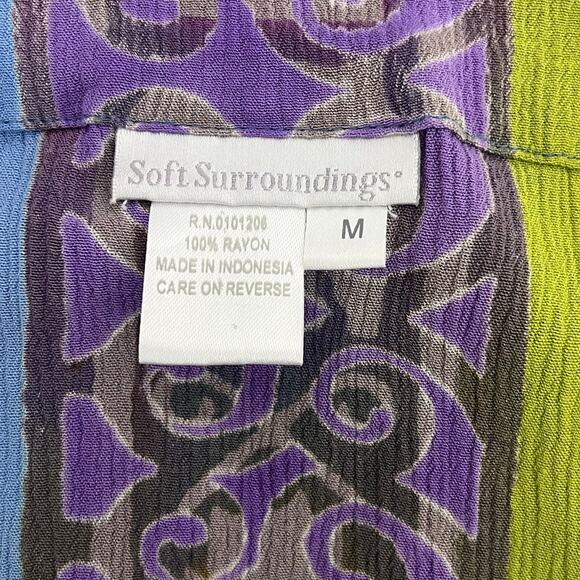 Soft Surroundings®
R.N.0101206
100% RAYON
MADE IN INDONESIA
CARE ON REVERSE
M